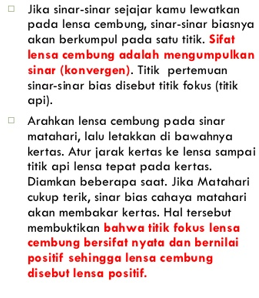 Jika sinar-sinar sejajar kamu lewatkan
pada lensa cembung, sinar-sinar biasnya
akan berkumpul pada satu titik. Sifat
lensa cembung adalah mengumpulkan
sinar (konvergen). Titik pertemuan
sinar-sinar bias disebut titik fokus (titik
api).
Arahkan lensa cembung pada sinar
matahari, lalu letakkan di bawahnya
kertas. Atur jarak kertas ke lensa sampai
titik api lensa tepat pada kertas.
Diamkan beberapa saat. Jika Matahari
cukup terik, sinar bias cahaya matahari
akan membakar kertas. Hal tersebut
membuktikan bahwa titik fokus lensa
cembung bersifat nyata dan bernilai
positif sehingga lensa cembung
disebut lensa positif.